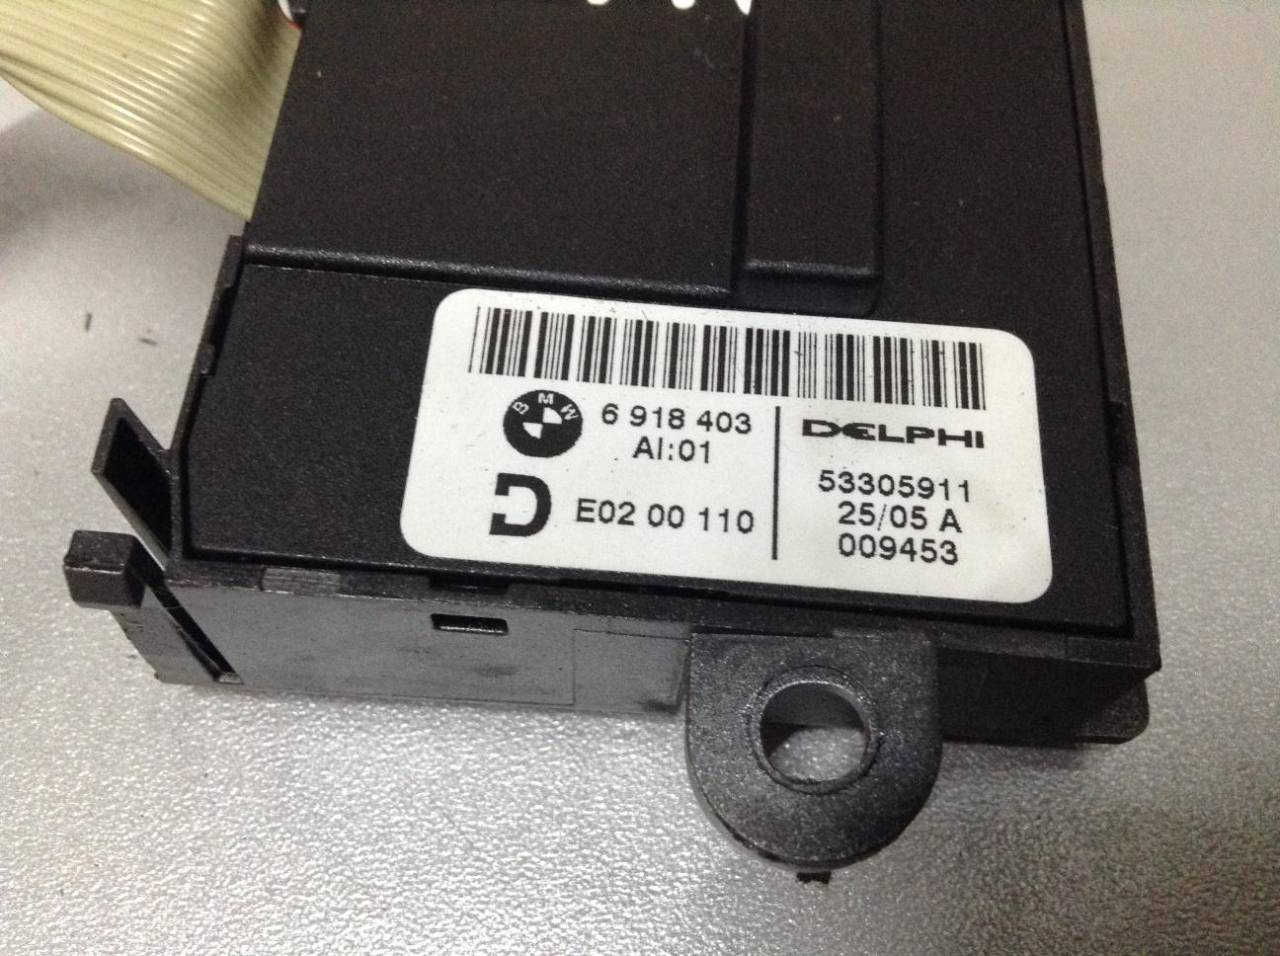 BMW
6 918 403
AI:01
D E02 00 110
DELPHI
53305911
25/05 A
009453